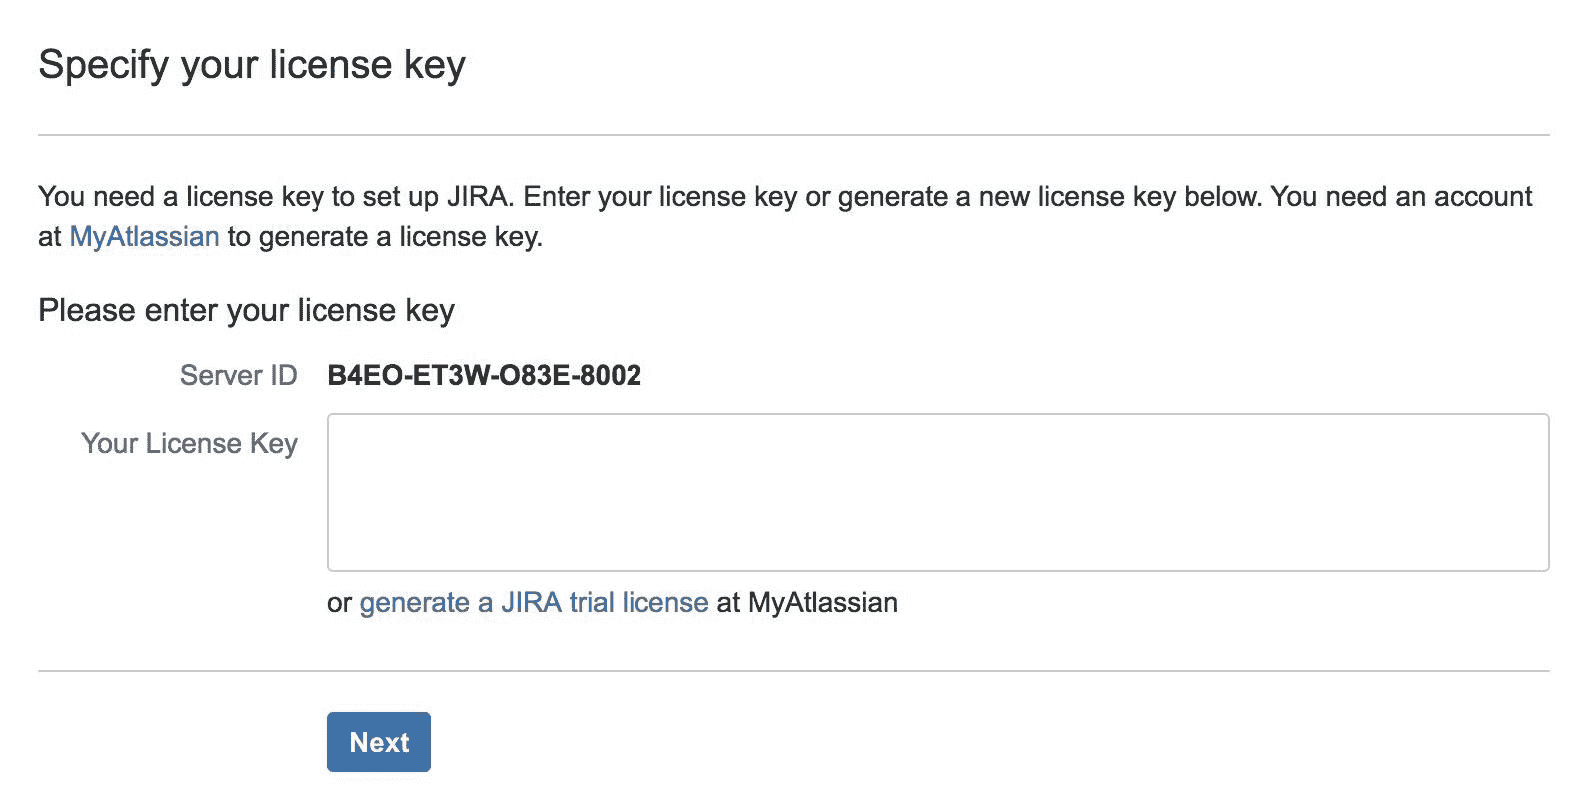 Specify your license key
You need a license key to set up JIRA. Enter your license key or generate a new license key below. You need an account
at MyAtlassian to generate a license key.
Please enter your license key
Server ID B4EO-ET3W-O83E-8002
Your License Key
or generate a JIRA trial license at MyAtlassian
Next